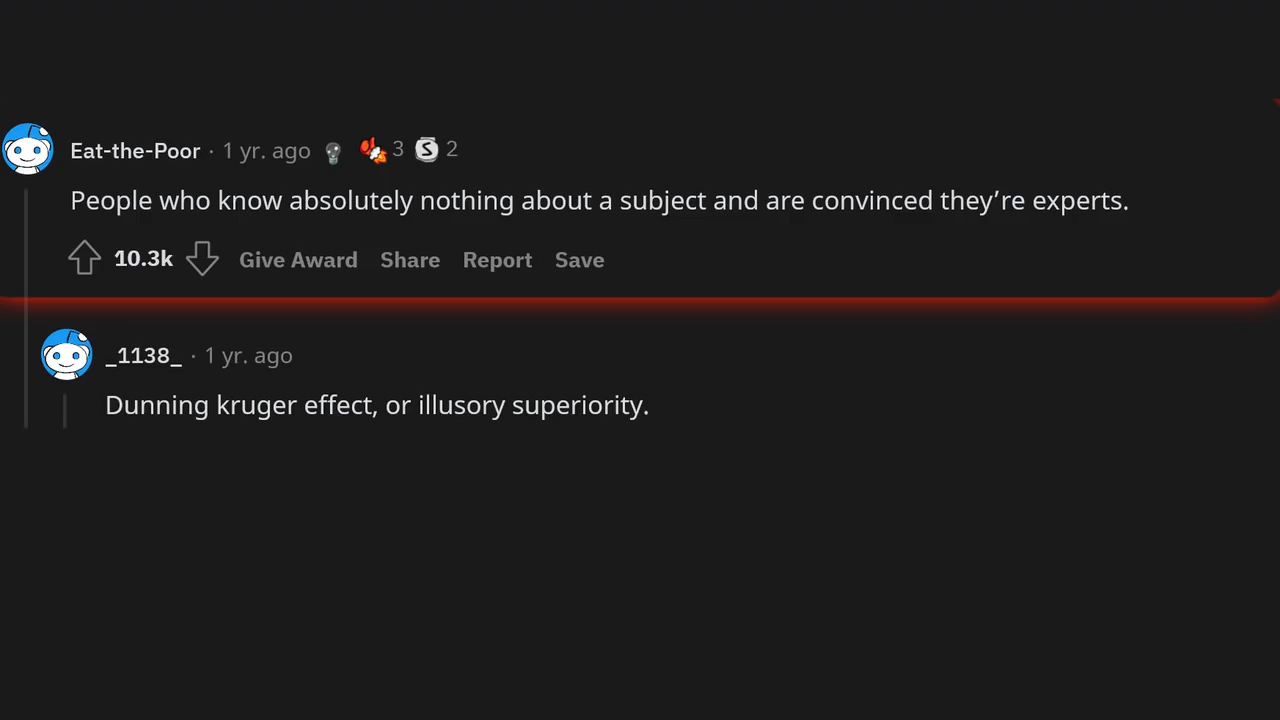 Eat-the-Poor · 1 yr. ago 3 S 2
People who know absolutely nothing about a subject and are convinced they’re experts.
10.3k Give Award Share Report Save
_1138_ · 1 yr. ago
Dunning kruger effect, or illusory superiority.